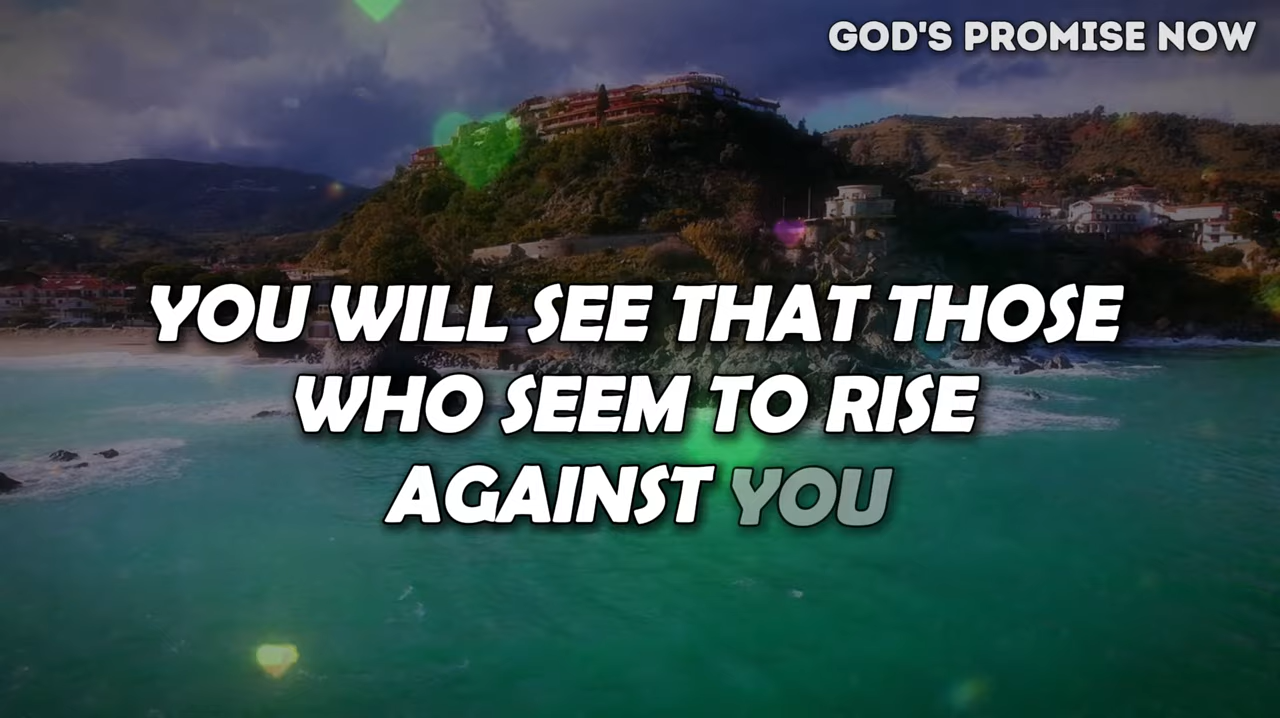 GOD'S PROMISE NOW
YOU WILL SEE THAT THOSE
WHO SEEM TO RISE
AGAINST YOU